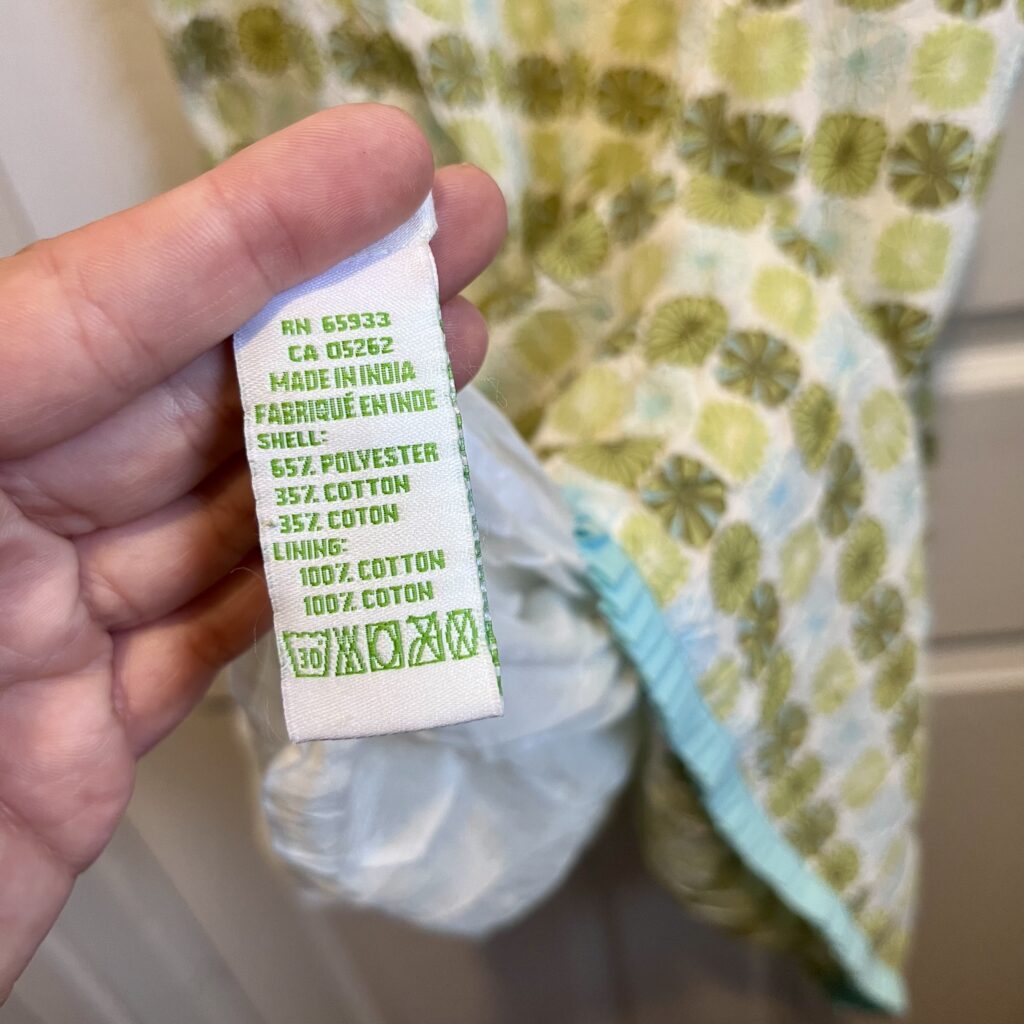 RN 65933
CA 05262
MADE IN INDIA
FABRIQUÉ EN INDE
SHELL:
65% POLYESTER
35% COTTON
35% COTON
LINING:
100% COTTON
100% COTON
30